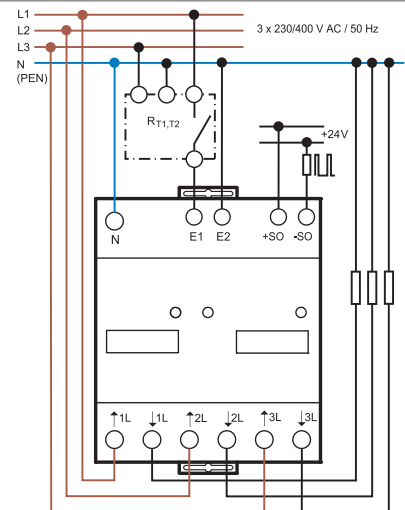 L1
L2
3 x 230/400 V AC / 50 Hz
L3
N
(PEN)
RT1,T2
+24V
N
E1
E2
+SO
-SO
↑1L
↓1L
↑2L
↓2L
↑3L
↓3L